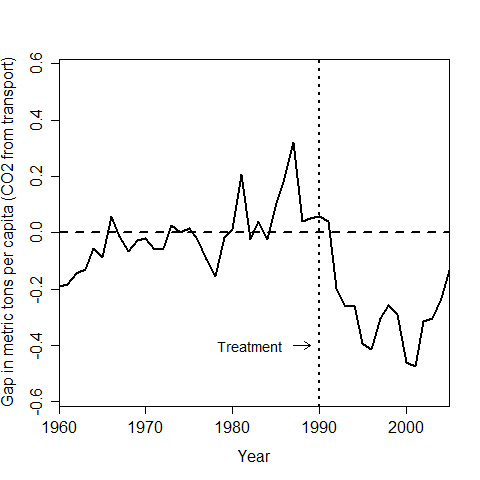 Gap in metric tons per capita (CO2 from transport)
0.6
0.4
0.2
0.0
-0.2
-0.4
-0.6
Treatment
1960 1970 1980 1990 2000
Year